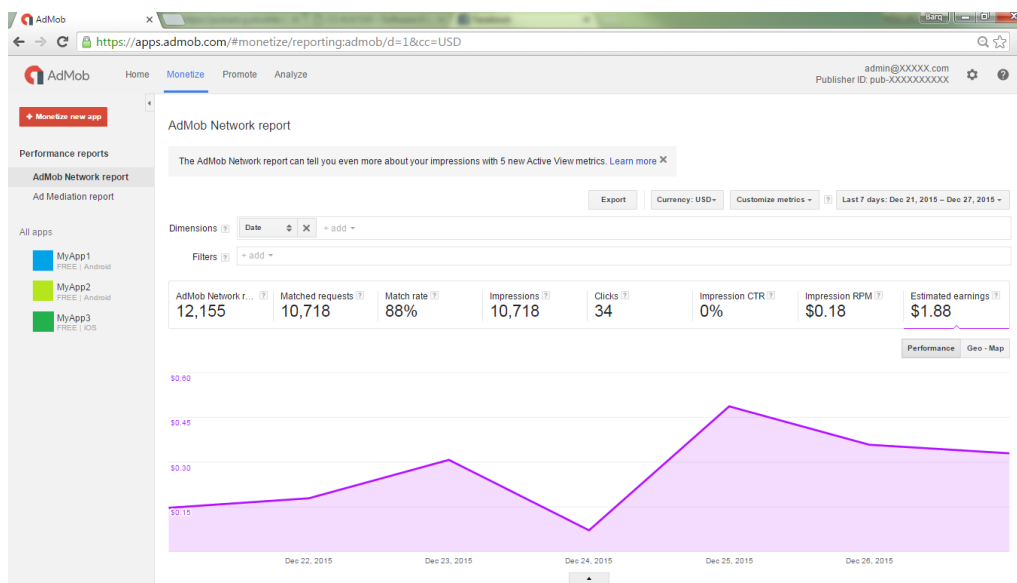 AdMob
Facebook
Barq
https://apps.admob.com/#monetize/reporting:admob/d=1&cc=USD
AdMob Home Monetize Promote Analyze
admin@XXXXX.com
Publisher ID: pub-XXXXXXXXXX
+ Monetize new app
Performance reports
AdMob Network report
Ad Mediation report
All apps
MyApp1
FREE | Android
MyApp2
FREE | Android
MyApp3
FREE | iOS
AdMob Network report
The AdMob Network report can tell you even more about your impressions with 5 new Active View metrics. Learn more
Export Currency: USD Customize metrics ? Last 7 days: Dec 21, 2015 – Dec 27, 2015
Dimensions ? Date + add
Filters ? + add
AdMob Network r... ? Matched requests ? Match rate ? Impressions ? Clicks ? Impression CTR ? Impression RPM ? Estimated earnings ?
12,155 10,718 88% 10,718 34 0% $0.18 $1.88
Performance Geo - Map
$0.60
$0.45
$0.30
$0.15
Dec 22, 2015 Dec 23, 2015 Dec 24, 2015 Dec 25, 2015 Dec 26, 2015